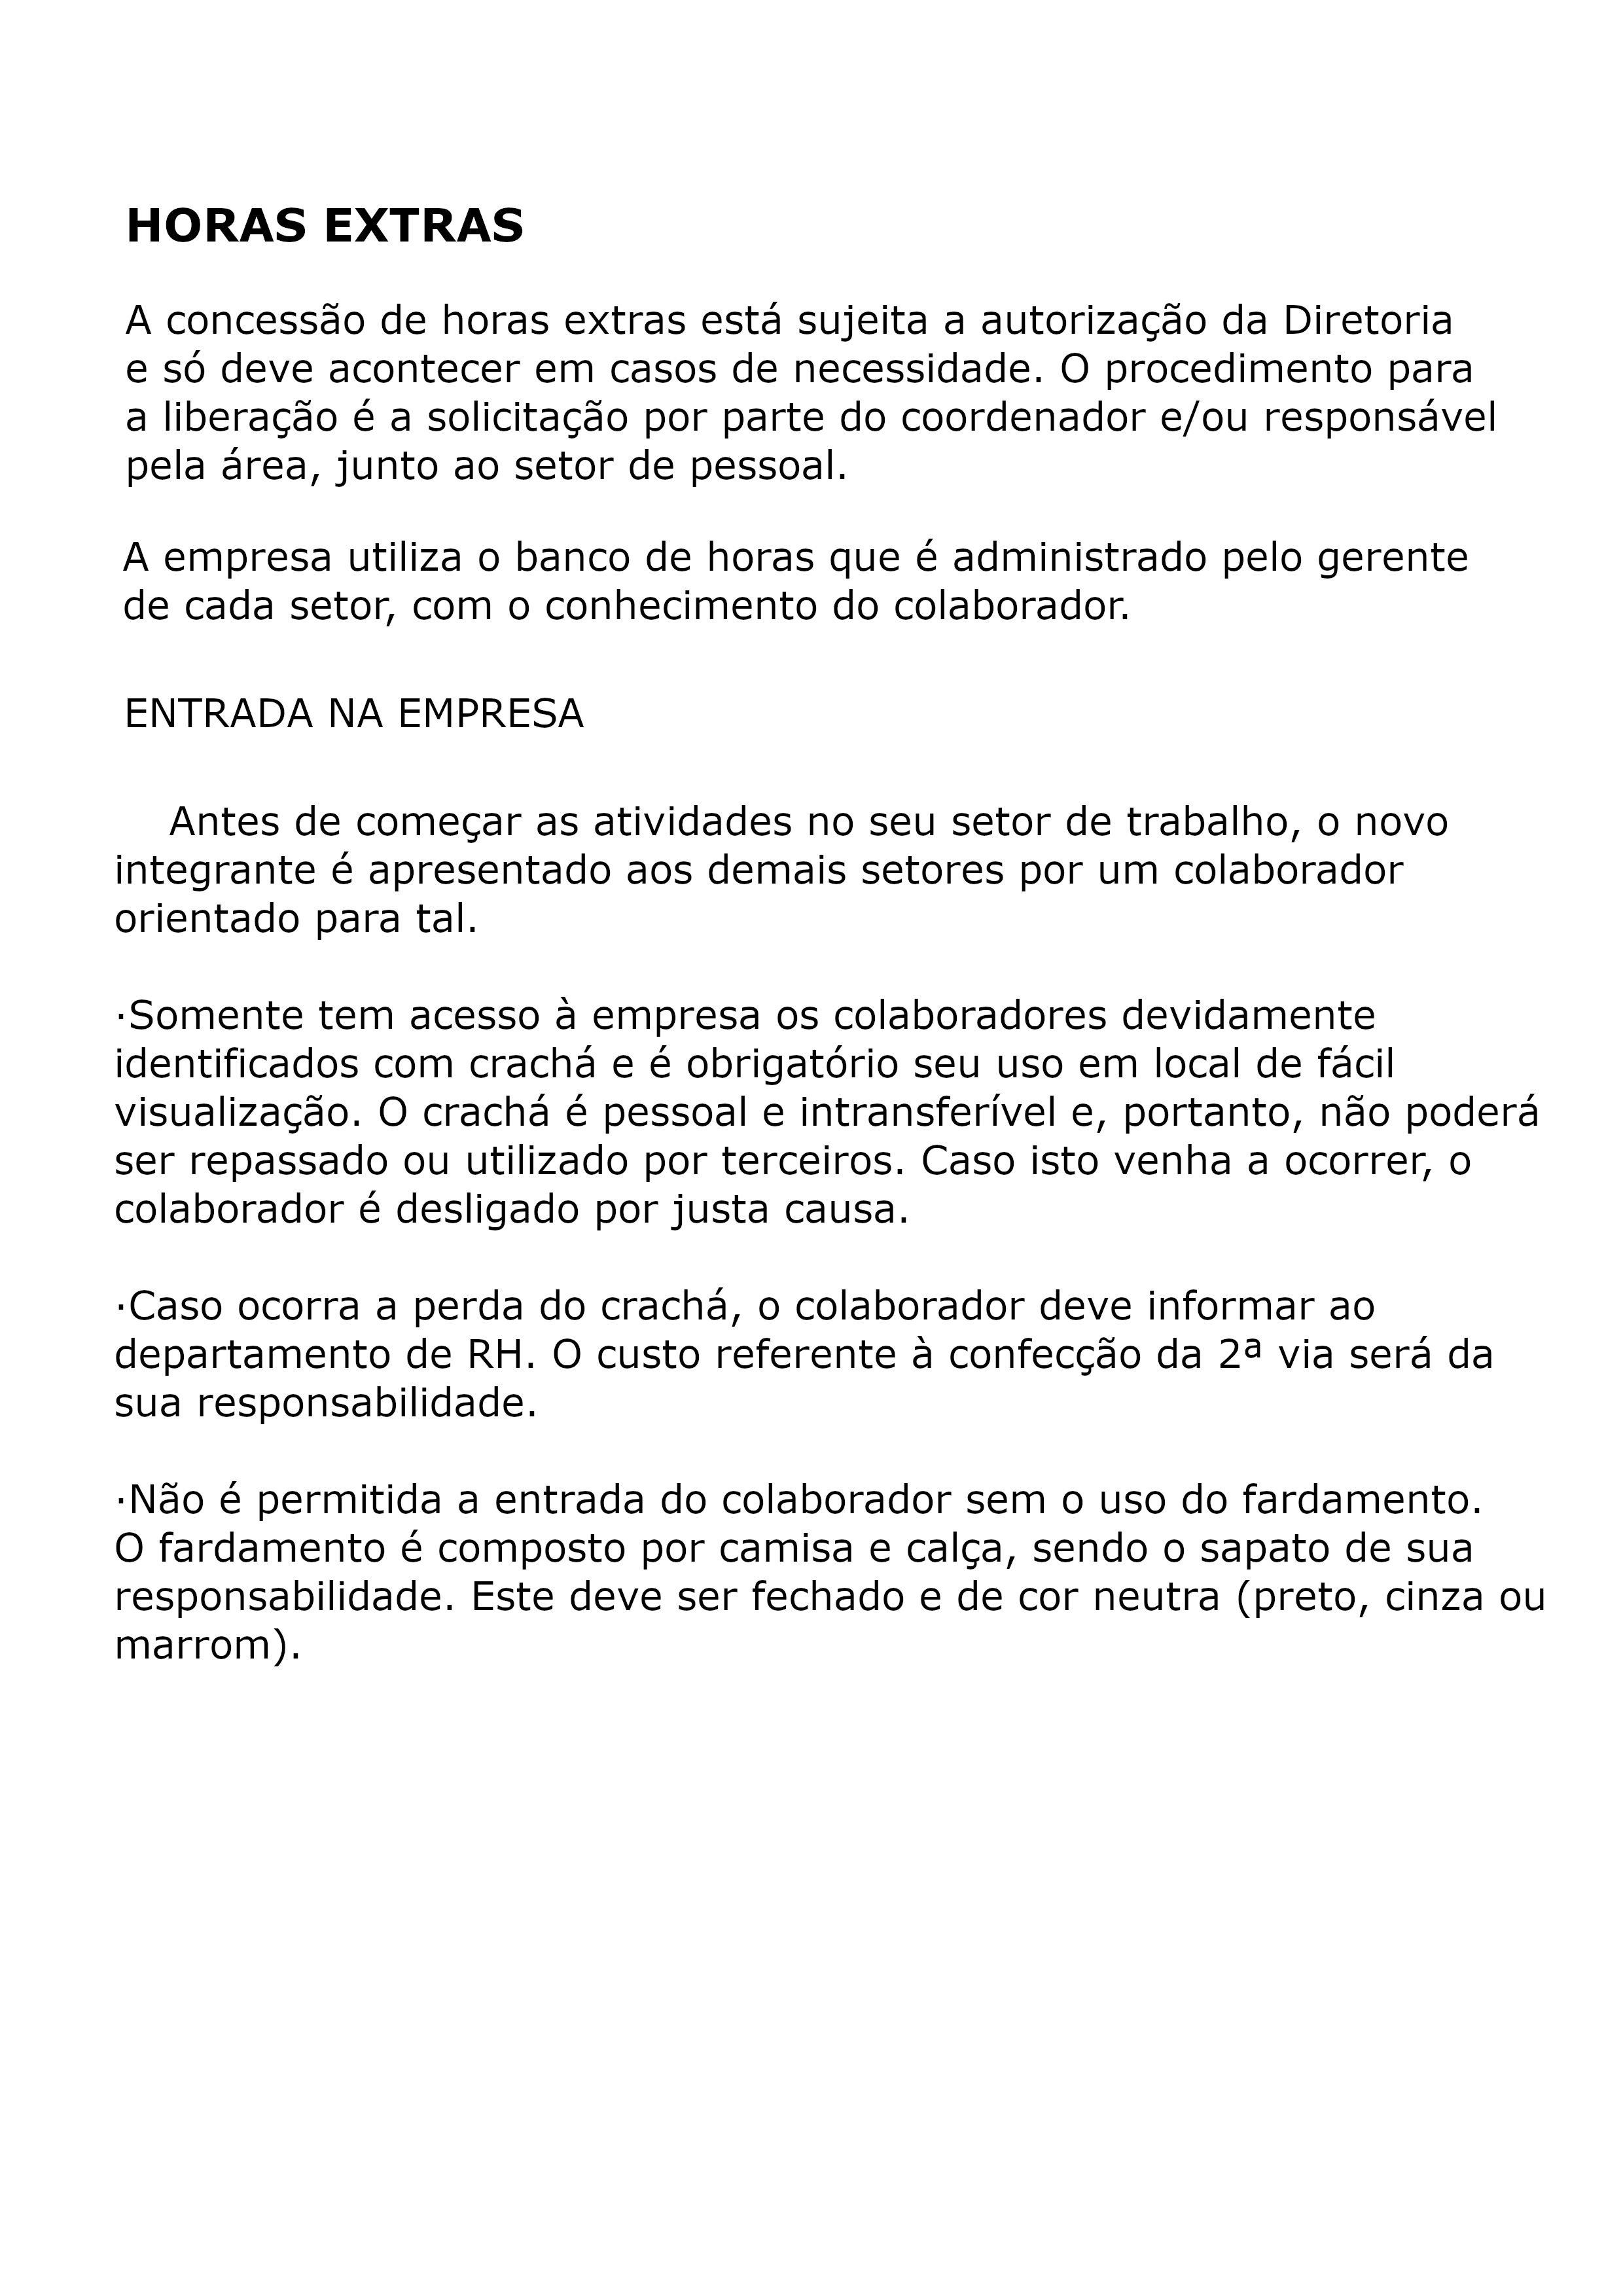 HORAS EXTRAS
A concessão de horas extras está sujeita a autorização da Diretoria
e só deve acontecer em casos de necessidade. O procedimento para
a liberação é a solicitação por parte do coordenador e/ou responsável
pela área, junto ao setor de pessoal.
A empresa utiliza o banco de horas que é administrado pelo gerente
de cada setor, com o conhecimento do colaborador.
ENTRADA NA EMPRESA
Antes de começar as atividades no seu setor de trabalho, o novo
integrante é apresentado aos demais setores por um colaborador
orientado para tal.
·Somente tem acesso à empresa os colaboradores devidamente
identificados com crachá e é obrigatório seu uso em local de fácil
visualização. O crachá é pessoal e intransferível e, portanto, não poderá
ser repassado ou utilizado por terceiros. Caso isto venha a ocorrer, o
colaborador é desligado por justa causa.
·Caso ocorra a perda do crachá, o colaborador deve informar ao
departamento de RH. O custo referente à confecção da 2ª via será da
sua responsabilidade.
·Não é permitida a entrada do colaborador sem o uso do fardamento.
O fardamento é composto por camisa e calça, sendo o sapato de sua
responsabilidade. Este deve ser fechado e de cor neutra (preto, cinza ou
marrom).